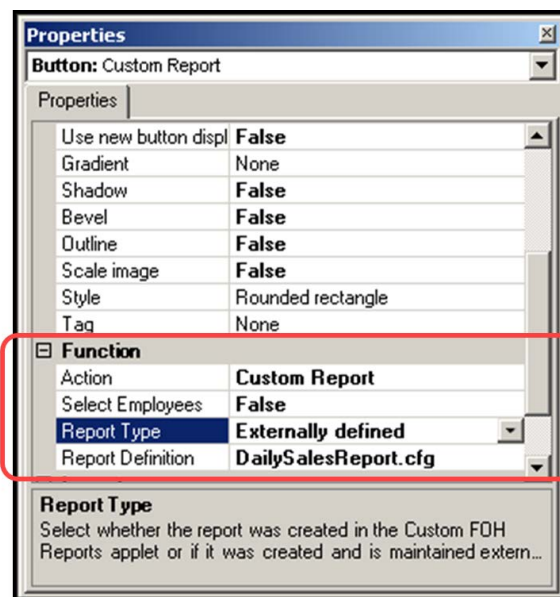 Properties
Button: Custom Report
Properties
Use new button displ False
Gradient None
Shadow False
Bevel False
Outline False
Scale image False
Style Rounded rectangle
Tag None
Function
Action Custom Report
Select Employees False
Report Type Externally defined
Report Definition DailySalesReport.cfg
Report Type
Select whether the report was created in the Custom FOH
Reports applet or if it was created and is maintained extern...